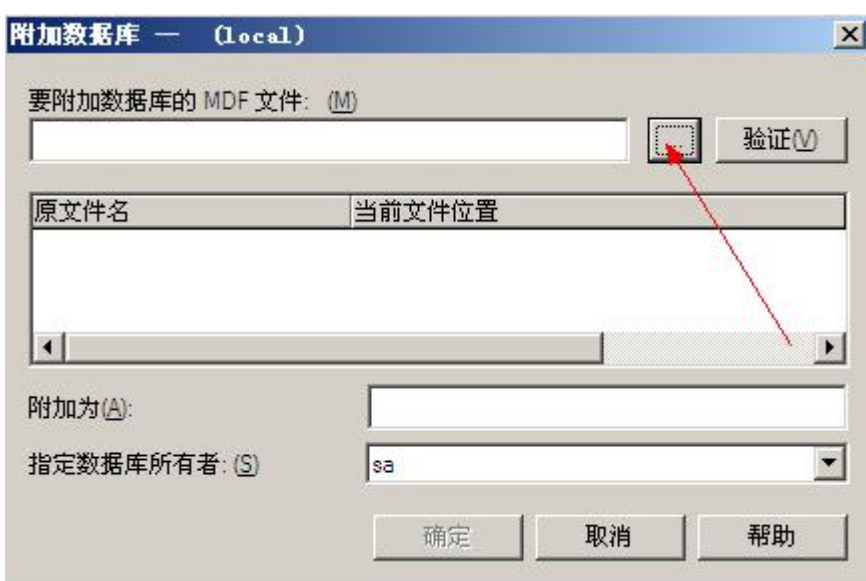 附加数据库 — (local)
要附加数据库的 MDF 文件: (M)
... 验证(V)
原文件名 当前文件位置
附加为(A):
指定数据库所有者: (S) sa
确定 取消 帮助